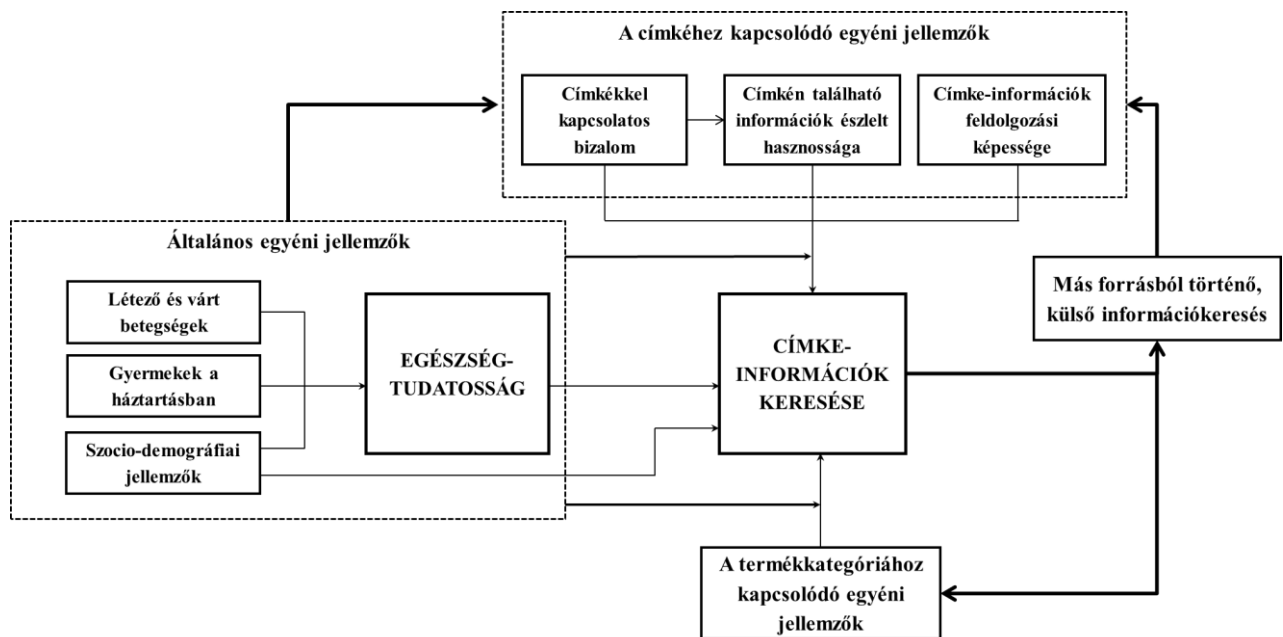 A címkéhez kapcsolódó egyéni jellemzők
Címkékkel
kapcsolatos
bizalom
Címkén található
információk észlelt
hasznossága
Címke-információk
feldolgozási
képessége
Általános egyéni jellemzők
Létező és várt
betegségek
Gyermekek a
háztartásban
Szocio-demográfiai
jellemzők
EGÉSZSÉG-
TUDATOSSÁG
CÍMKE-
INFORMÁCIÓK
KERESÉSE
Más forrásból történő,
külső információkeresés
A termékkategóriához
kapcsolódó egyéni
jellemzők